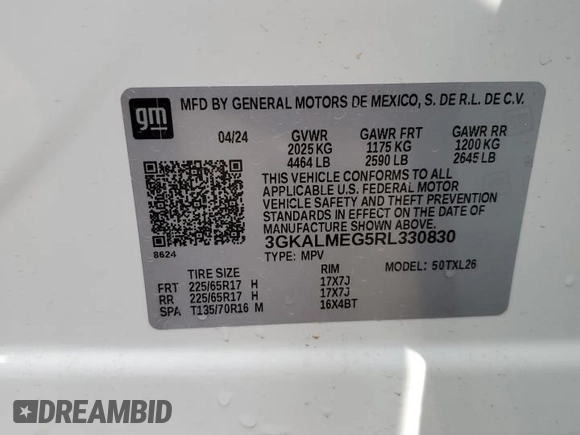 gm
MFD BY GENERAL MOTORS DE MEXICO, S. DE R.L. DE C.V.
04/24 GVWR GAWR FRT GAWR RR
2025 KG 1175 KG 1200 KG
4464 LB 2590 LB 2645 LB
THIS VEHICLE CONFORMS TO ALL
APPLICABLE U.S. FEDERAL MOTOR
VEHICLE SAFETY AND THEFT PREVENTION
STANDARDS IN EFFECT ON THE DATE OF
MANUFACTURE SHOWN ABOVE.
3GKALMEG5RL330830
8624
TYPE: MPV MODEL: 50TXL26
TIRE SIZE RIM
FRT 225/65R17 H 17X7J
RR 225/65R17 H 17X7J
SPA T135/70R16 M 16X4BT
DREAMBID